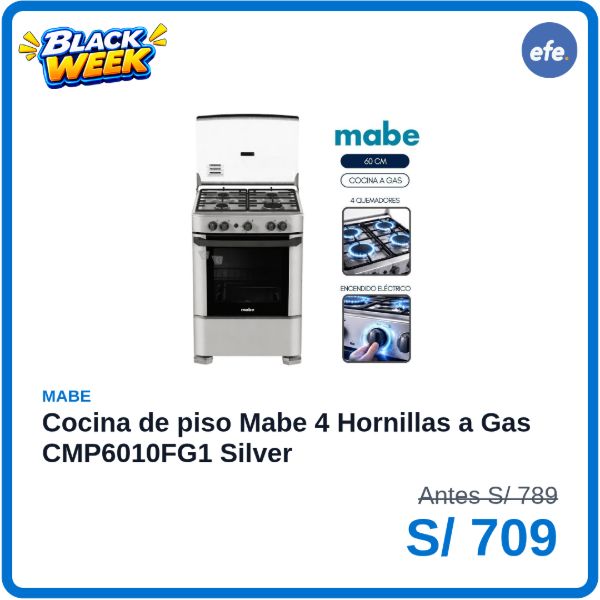 BLACK
WEEK
efe.
mabe
60 CM
COCINA A GAS
4 QUEMADORES
ENCENDIDO ELÉCTRICO
mabe
MABE
Cocina de piso Mabe 4 Hornillas a Gas
CMP6010FG1 Silver
Antes S/ 789
S/ 709